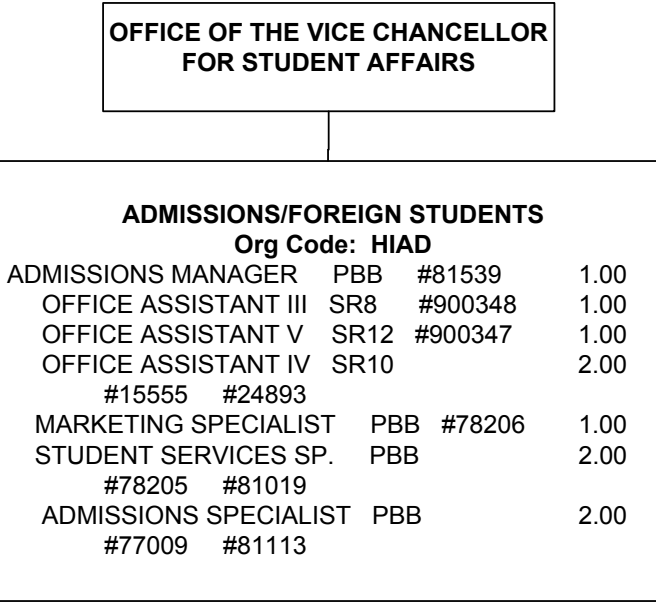 OFFICE OF THE VICE CHANCELLOR
FOR STUDENT AFFAIRS
ADMISSIONS/FOREIGN STUDENTS
Org Code: HIAD
ADMISSIONS MANAGER PBB #81539 1.00
OFFICE ASSISTANT III SR8 #900348 1.00
OFFICE ASSISTANT V SR12 #900347 1.00
OFFICE ASSISTANT IV SR10 2.00
#15555 #24893
MARKETING SPECIALIST PBB #78206 1.00
STUDENT SERVICES SP. PBB 2.00
#78205 #81019
ADMISSIONS SPECIALIST PBB 2.00
#77009 #81113